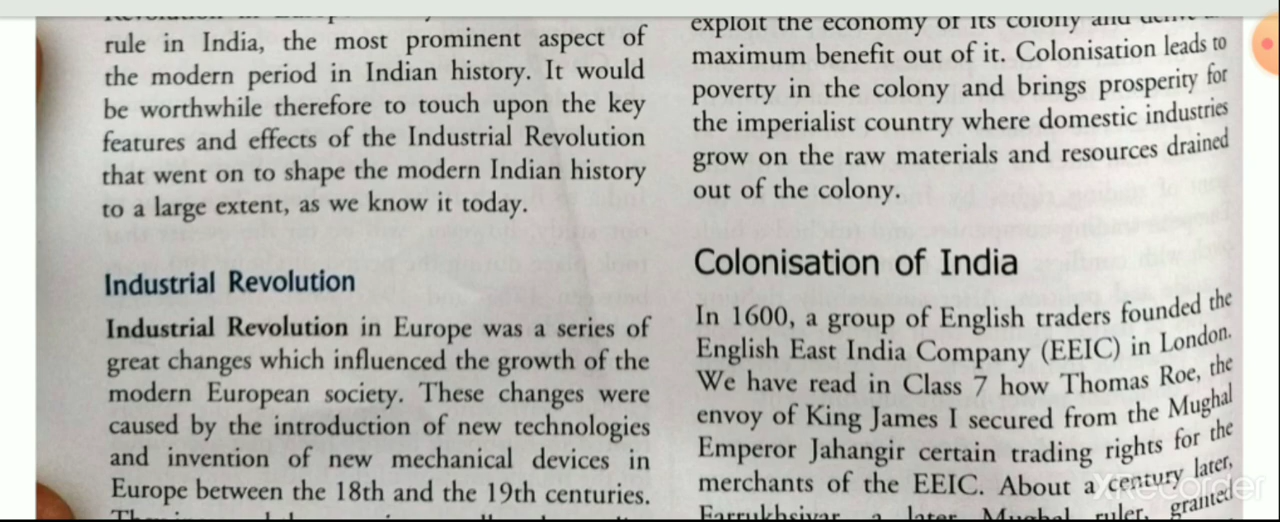 Revolution in Europe
rule in India, the most prominent aspect of
the modern period in Indian history. It would
be worthwhile therefore to touch upon the key
features and effects of the Industrial Revolution
that went on to shape the modern Indian history
to a large extent, as we know it today.
Industrial Revolution
Industrial Revolution in Europe was a series of
great changes which influenced the growth of the
modern European society. These changes were
caused by the introduction of new technologies
and invention of new mechanical devices in
Europe between the 18th and the 19th centuries.
exploit the economy of its colony and derive
maximum benefit out of it. Colonisation leads to
poverty in the colony and brings prosperity for
the imperialist country where domestic industries
grow on the raw materials and resources drained
out of the colony.
Colonisation of India
In 1600, a group of English traders founded the
English East India Company (EEIC) in London.
We have read in Class 7 how Thomas Roe, the
envoy of King James I secured from the Mughal
Emperor Jahangir certain trading rights for the
merchants of the EEIC. About a century later,
Farrukhsiyar, a later Mughal ruler, granted
XRecorder